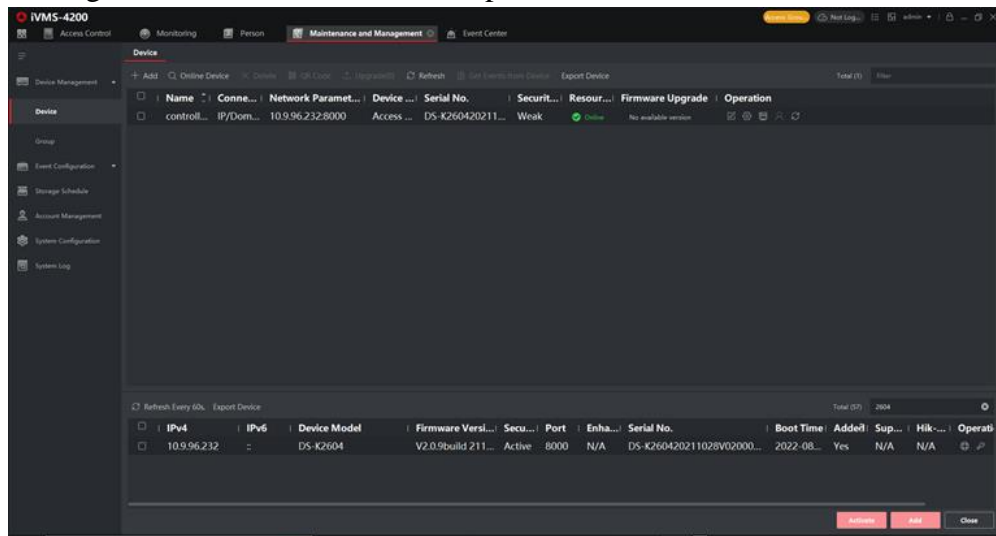 iVMS-4200
Not Log... admin
Access Control Monitoring Person Maintenance and Management Event Center
Device
Device Management
+ Add Online Device Delete QR Code Upgrade(0) Refresh Get Events from Device Export Device Total (1) Filter
Name Conne... Network Paramet... Device ... Serial No. Securit... Resour... Firmware Upgrade Operation
Device
controll... IP/Dom... 10.9.96.232:8000 Access ... DS-K260420211... Weak Online No available version
Group
Event Configuration
Storage Schedule
Account Management
System Configuration
System Log
Refresh Every 60s. Export Device Total (57) 2604
IPv4 IPv6 Device Model Firmware Versi... Secu... Port Enha... Serial No. Boot Time Added Sup... Hik-... Operati
10.9.96.232 :: DS-K2604 V2.0.9build 211... Active 8000 N/A DS-K260420211028V02000... 2022-08... Yes N/A N/A
Activate Add Close